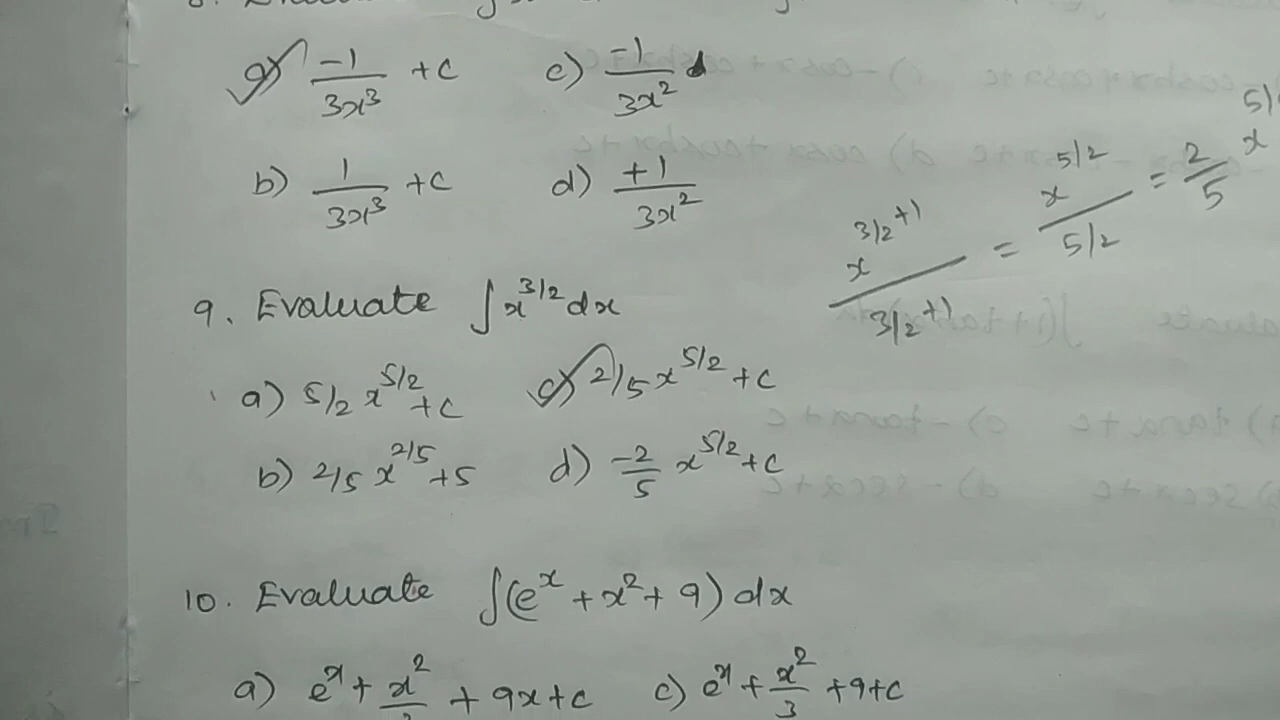 a) -1/3x³ + c c) -1/3x²
b) 1/3x³ + c d) +1/3x²
9. Evaluate ∫x^3/2 dx
a) 5/2 x^5/2 + c c) 2/5 x^5/2 + c
b) 2/5 x^2/5 + 5 d) -2/5 x^5/2 + c
x^3/2+1 / 3/2+1 = x^5/2 / 5/2 = 2/5 x
10. Evaluate ∫(e^x + x² + 9) dx
a) e^x + x² + 9x + c c) e^x + x²/3 + 9 + c